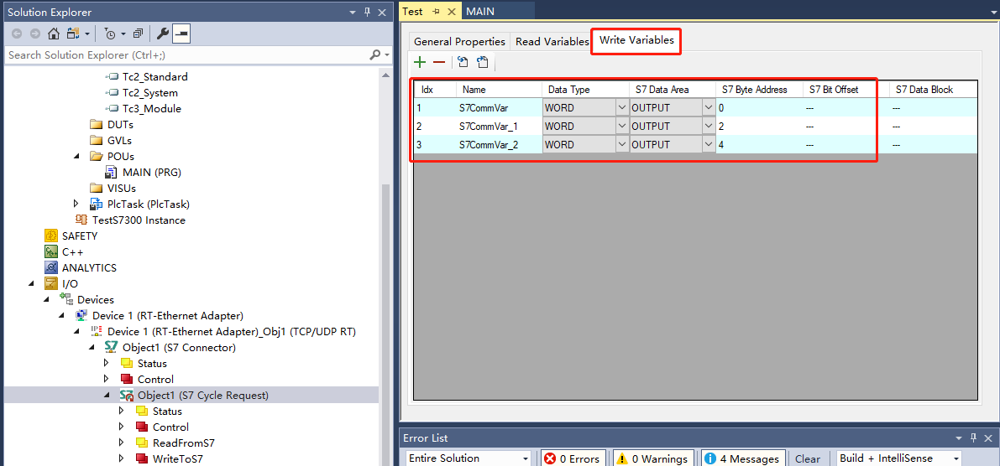 Solution Explorer
Search Solution Explorer (Ctrl+;)
Tc2_Standard
Tc2_System
Tc3_Module
DUTs
GVLs
POUs
MAIN (PRG)
VISUs
PlcTask (PlcTask)
TestS7300 Instance
SAFETY
C++
ANALYTICS
I/O
Devices
Device 1 (RT-Ethernet Adapter)
Device 1 (RT-Ethernet Adapter)_Obj1 (TCP/UDP RT)
Object1 (S7 Connector)
Status
Control
Object1 (S7 Cycle Request)
Status
Control
ReadFromS7
WriteToS7
Test MAIN
General Properties Read Variables Write Variables
Idx Name Data Type S7 Data Area S7 Byte Address S7 Bit Offset S7 Data Block
1 S7CommVar WORD OUTPUT 0 --- ---
2 S7CommVar_1 WORD OUTPUT 2 --- ---
3 S7CommVar_2 WORD OUTPUT 4 --- ---
Error List
Entire Solution 0 Errors 0 Warnings 4 Messages Clear Build + IntelliSense